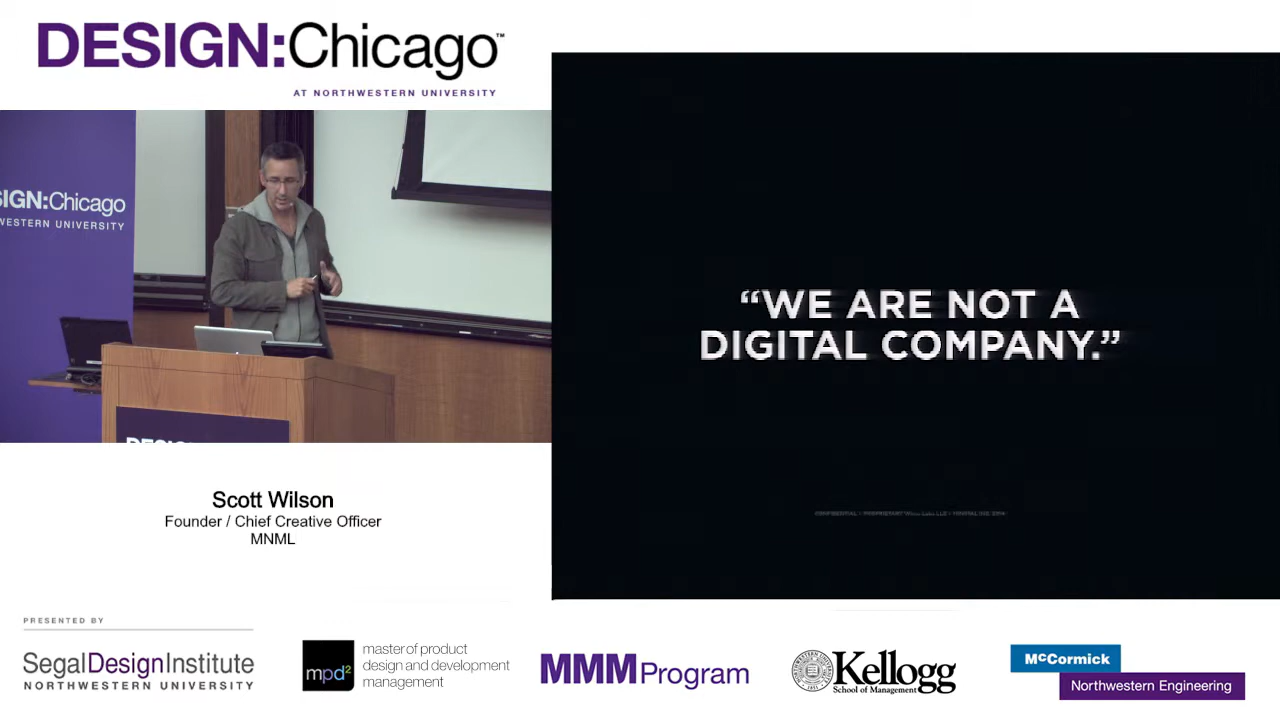 DESIGN:Chicago™
AT NORTHWESTERN UNIVERSITY
SIGN:Chicago
WESTERN UNIVERSITY
“WE ARE NOT A
DIGITAL COMPANY.”
Scott Wilson
Founder / Chief Creative Officer
MNML
PRESENTED BY
SegalDesignInstitute
NORTHWESTERN UNIVERSITY
mpd²
master of product
design and development
management
MMM Program
Kellogg
School of Management
McCormick
Northwestern Engineering